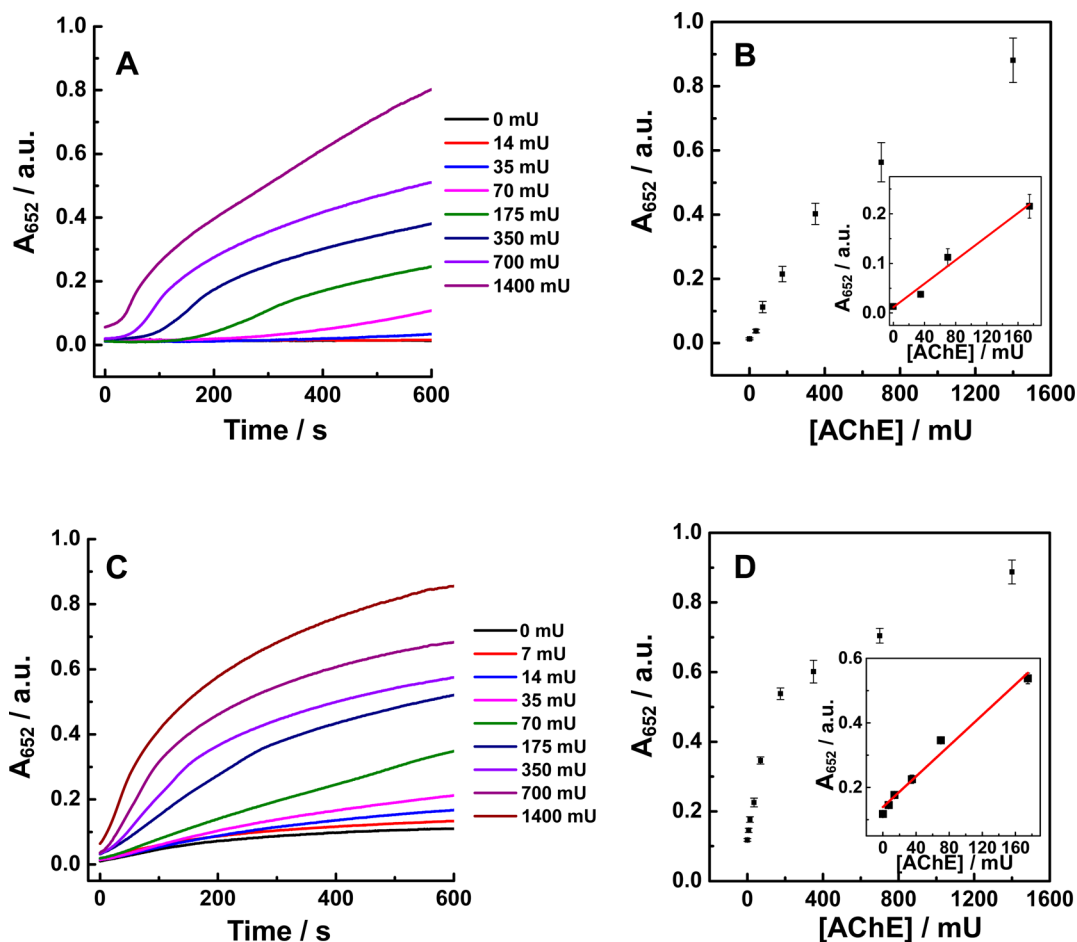 A
A652 / a.u.
1.0
0.8
0.6
0.4
0.2
0.0
0 200 400 600
Time / s
0 mU
14 mU
35 mU
70 mU
175 mU
350 mU
700 mU
1400 mU
B
A652 / a.u.
1.0
0.8
0.6
0.4
0.2
0.0
0 400 800 1200 1600
[AChE] / mU
A652 / a.u.
0.2
0.1
0.0
0 40 80 120 160
[AChE] / mU
C
A652 / a.u.
1.0
0.8
0.6
0.4
0.2
0.0
0 200 400 600
Time / s
0 mU
7 mU
14 mU
35 mU
70 mU
175 mU
350 mU
700 mU
1400 mU
D
A652 / a.u.
1.0
0.8
0.6
0.4
0.2
0.0
0 400 800 1200 1600
[AChE] / mU
A652 / a.u.
0.6
0.4
0.2
0 40 80 120 160
[AChE] / mU